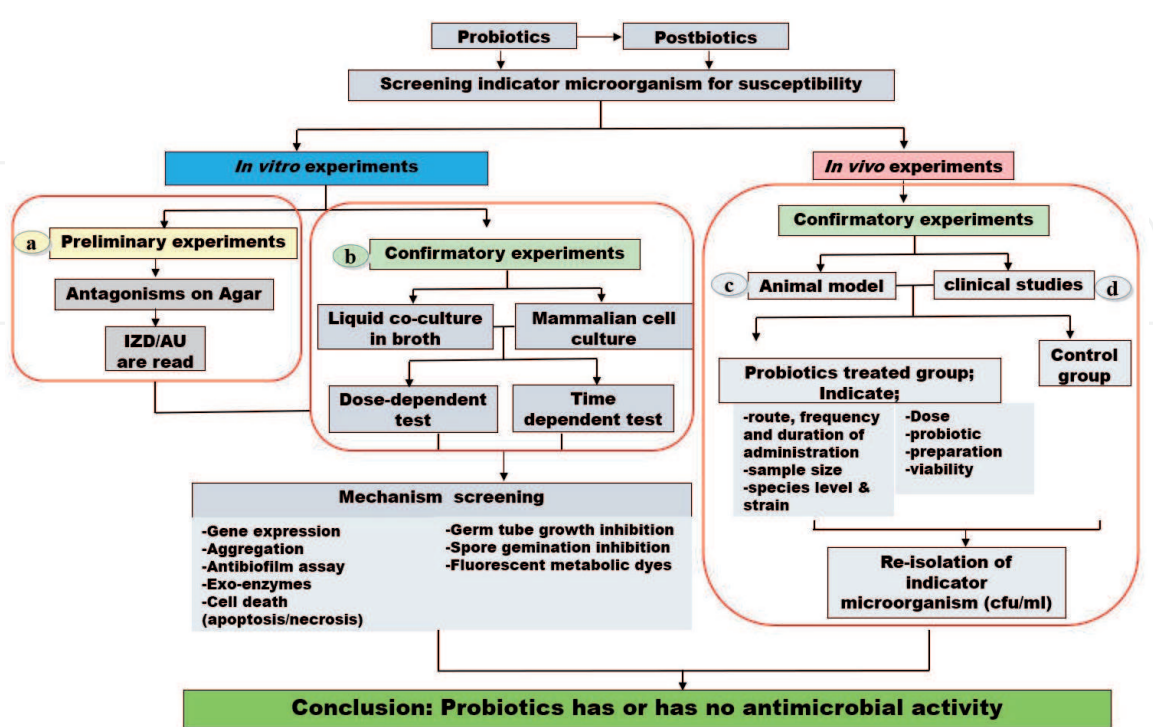 Probiotics
Postbiotics
Screening indicator microorganism for susceptibility
In vitro experiments
In vivo experiments
a
Preliminary experiments
Antagonisms on Agar
IZD/AU
are read
b
Confirmatory experiments
Liquid co-culture
in broth
Mammalian cell
culture
Dose-dependent
test
Time
dependent test
Mechanism screening
-Gene expression
-Aggregation
-Antibiofilm assay
-Exo-enzymes
-Cell death
(apoptosis/necrosis)
-Germ tube growth inhibition
-Spore gemination inhibition
-Fluorescent metabolic dyes
Confirmatory experiments
c
Animal model
clinical studies
d
Probiotics treated group;
Indicate;
-route, frequency
and duration of
administration
-sample size
-species level &
strain
-Dose
-probiotic
-preparation
-viability
Control
group
Re-isolation of
indicator
microorganism (cfu/ml)
Conclusion: Probiotics has or has no antimicrobial activity